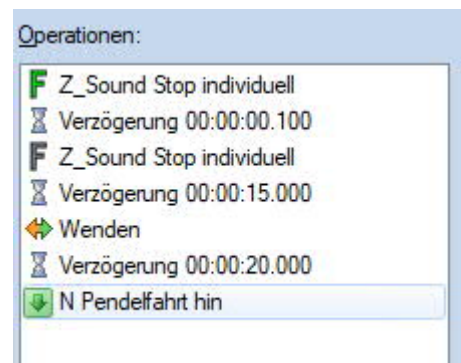 Operationen:
Z_Sound Stop individuell
Verzögerung 00:00:00.100
Z_Sound Stop individuell
Verzögerung 00:00:15.000
Wenden
Verzögerung 00:00:20.000
N Pendelfahrt hin